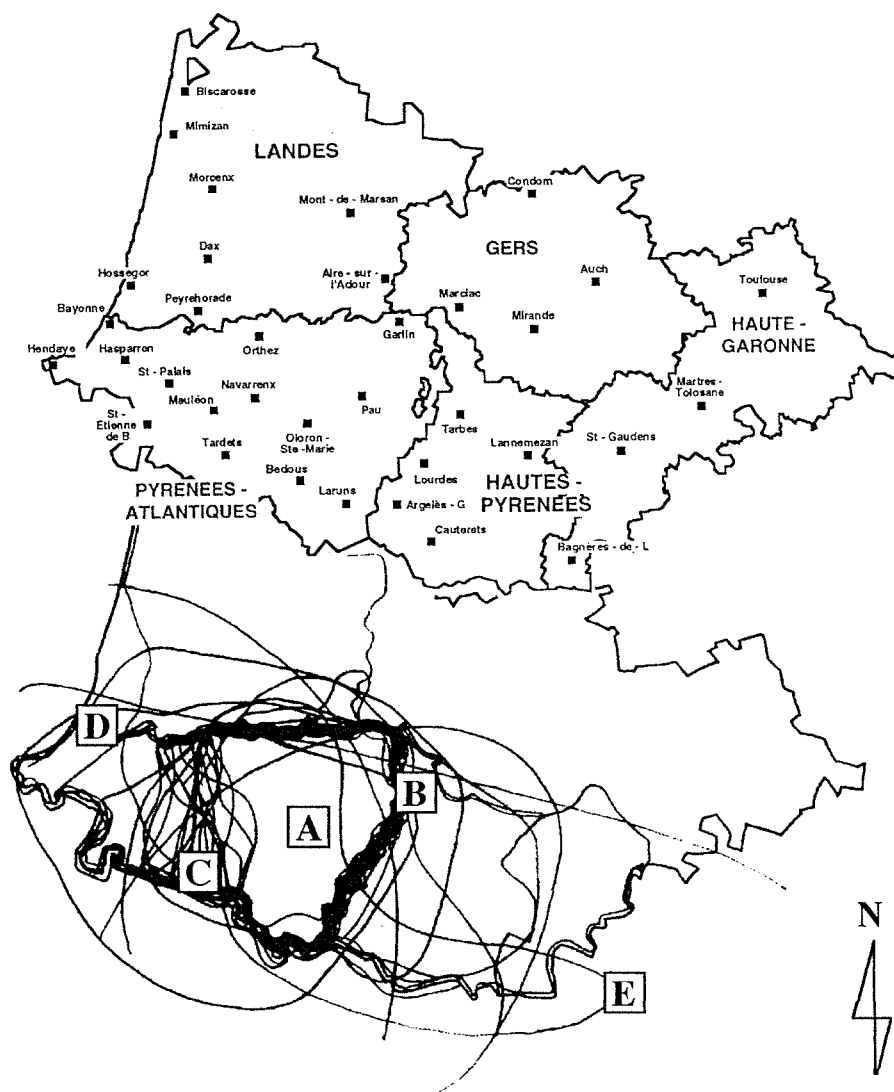 Biscarosse
Mimizan
LANDES
Morcenx
Mont - de - Marsan
Condom
GERS
Dax
Hossegor
Aire - sur -
l'Adour
Auch
Toulouse
Peyrehorade
Marciac
Bayonne
Garlin
Mirande
HAUTE -
GARONNE
Hendaye
Hasparren
Orthez
St - Palais
Navarrenx
Mauléon
Pau
Martres -
Tolosane
St -
Etienne
de B
Tarbes
Oloron -
Ste -Marie
Tardets
Lannemezan
St - Gaudens
Bedous
Lourdes
HAUTES -
PYRENEES
PYRENEES -
ATLANTIQUES
Laruns
Argelès - G
Cauterets
Bagnères - de - L
D
B
A
C
N
E